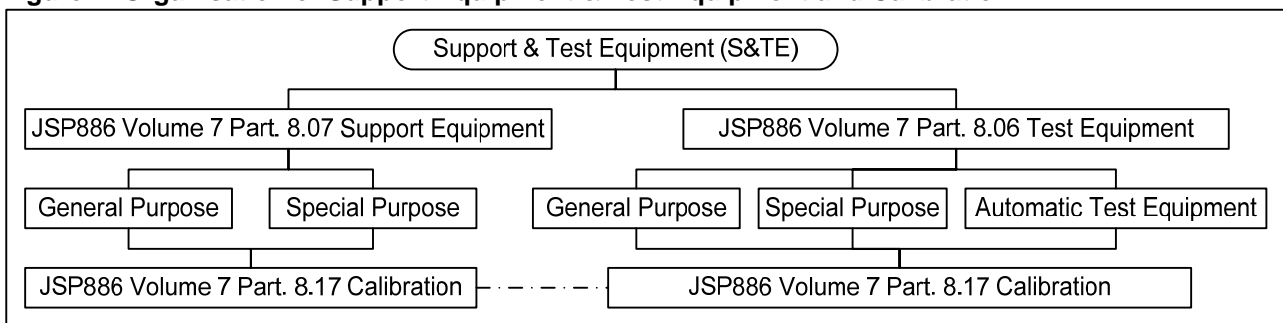 Support & Test Equipment (S&TE)
JSP886 Volume 7 Part. 8.07 Support Equipment
JSP886 Volume 7 Part. 8.06 Test Equipment
General Purpose
Special Purpose
General Purpose
Special Purpose
Automatic Test Equipment
JSP886 Volume 7 Part. 8.17 Calibration
JSP886 Volume 7 Part. 8.17 Calibration